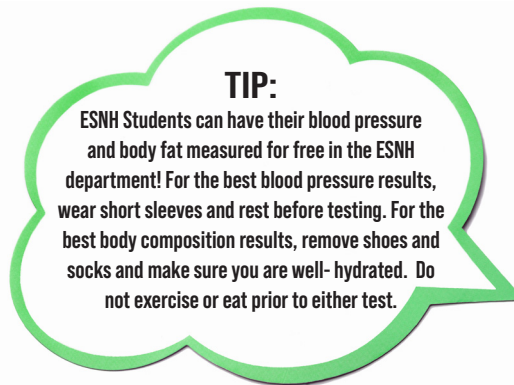 TIP:
ESNH Students can have their blood pressure
and body fat measured for free in the ESNH
department! For the best blood pressure results,
wear short sleeves and rest before testing. For the
best body composition results, remove shoes and
socks and make sure you are well- hydrated. Do
not exercise or eat prior to either test.